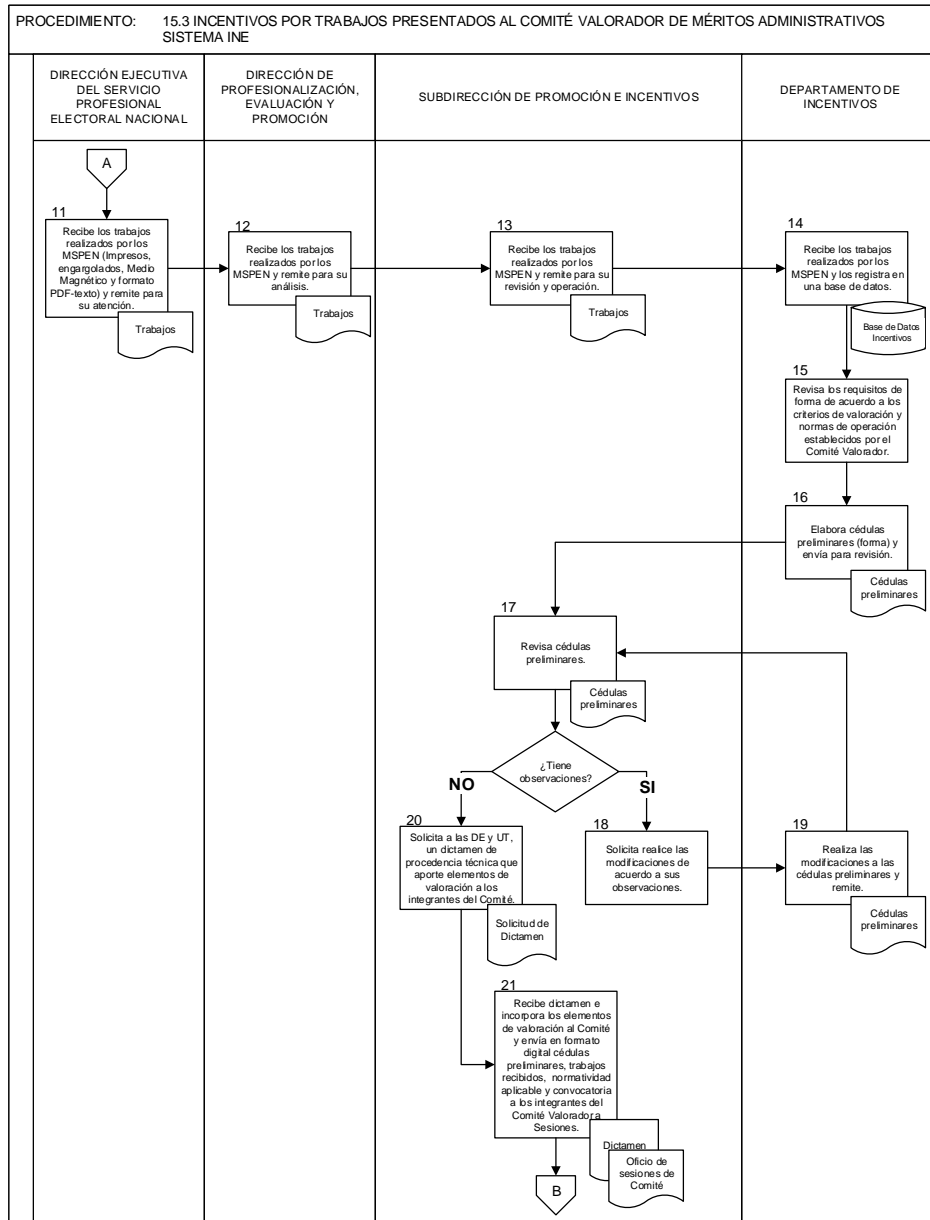 PROCEDIMIENTO: 15.3 INCENTIVOS POR TRABAJOS PRESENTADOS AL COMITÉ VALORADOR DE MÉRITOS ADMINISTRATIVOS
SISTEMA INE
DIRECCIÓN EJECUTIVA
DEL SERVICIO
PROFESIONAL
ELECTORAL NACIONAL
DIRECCIÓN DE
PROFESIONALIZACIÓN,
EVALUACIÓN Y
PROMOCIÓN
SUBDIRECCIÓN DE PROMOCIÓN E INCENTIVOS
DEPARTAMENTO DE
INCENTIVOS
A
11
Recibe los trabajos
realizados por los
MSPEN (Impresos,
engargolados, Medio
Magnético y formato
PDF-texto) y remite para
su atención.
Trabajos
12
Recibe los trabajos
realizados por los
MSPEN y remite para su
análisis.
Trabajos
13
Recibe los trabajos
realizados por los
MSPEN y remite para su
revisión y operación.
Trabajos
14
Recibe los trabajos
realizados por los
MSPEN y los registra en
una base de datos.
Base de Datos
Incentivos
15
Revisa los requisitos de
forma de acuerdo a los
criterios de valoración y
normas de operación
establecidos por el
Comité Valorador.
16
Elabora cédulas
preliminares (forma) y
envía para revisión.
Cédulas
preliminares
17
Revisa cédulas
preliminares.
Cédulas
preliminares
¿Tiene
observaciones?
NO
SI
20
Solicita a las DE y UT,
un dictamen de
procedencia técnica que
aporte elementos de
valoración a los
integrantes del Comité.
Solicitud de
Dictamen
18
Solicita realice las
modificaciones de
acuerdo a sus
observaciones.
19
Realiza las
modificaciones a las
cédulas preliminares y
remite.
Cédulas
preliminares
21
Recibe dictamen e
incorpora los elementos
de valoración al Comité
y envía en formato
digital cédulas
preliminares, trabajos
recibidos, normatividad
aplicable y convocatoria
a los integrantes del
Comité Valorador a
Sesiones.
Dictamen
Oficio de
sesiones de
Comité
B